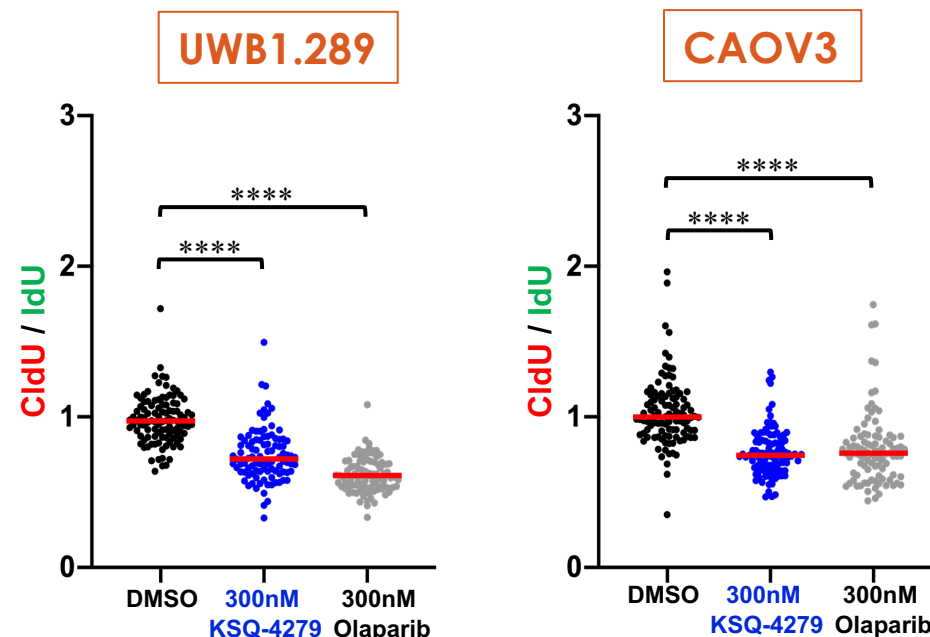 UWB1.289
3
2
1
0
CldU / IdU
****
****
DMSO
300nM
KSQ-4279
300nM
Olaparib
CAOV3
3
2
1
0
CldU / IdU
****
****
DMSO
300nM
KSQ-4279
300nM
Olaparib